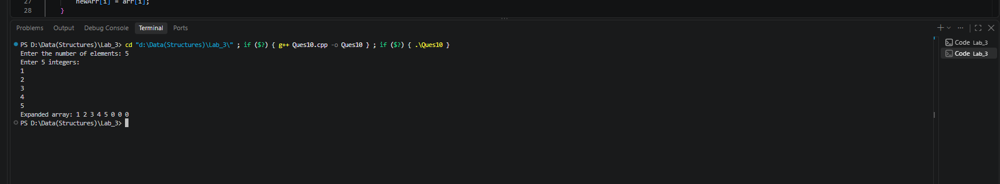 27 newArr[i] = arr[i];
28 }
Problems Output Debug Console Terminal Ports
PS D:\Data(Structures)\Lab_3> cd "d:\Data(Structures)\Lab_3\" ; if ($?) { g++ Ques10.cpp -o Ques10 } ; if ($?) { .\Ques10 }
Enter the number of elements: 5
Enter 5 integers:
1
2
3
4
5
Expanded array: 1 2 3 4 5 0 0 0
PS D:\Data(Structures)\Lab_3>
Code Lab_3
Code Lab_3